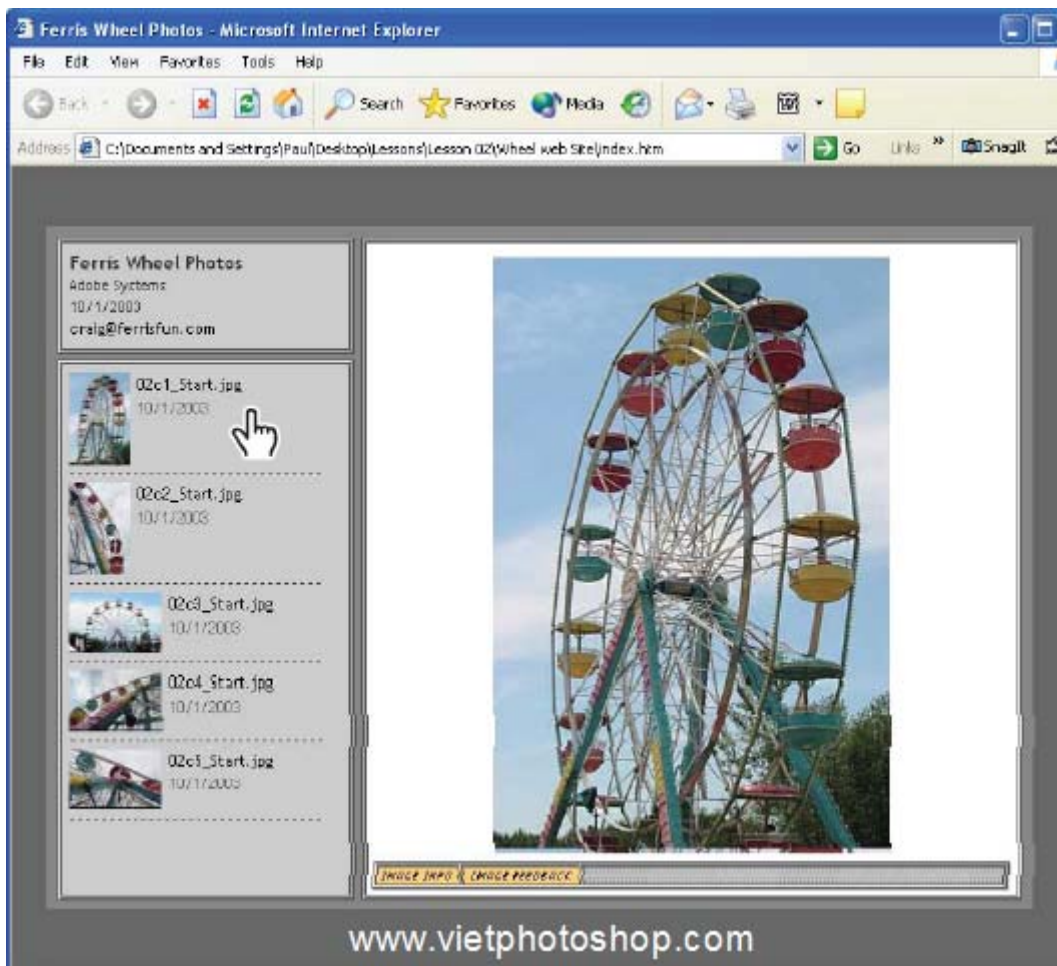 Ferris Wheel Photos - Microsoft Internet Explorer
File Edit View Favorites Tools Help
Back Search Favorites Media
Address C:\Documents and Settings\Paul\Desktop\Lessons\Lesson 02\Wheel web Site\index.htm Go Links » SnagIt
Ferris Wheel Photos
Adobe Systems
10/1/2003
craig@ferrisfun.com
02c1_Start.jpg
10/1/2003
02c2_Start.jpg
10/1/2003
02c3_Start.jpg
10/1/2003
02c4_Start.jpg
10/1/2003
02c5_Start.jpg
10/1/2003
IMAGE INFO IMAGE FEEDBACK
www.vietphotoshop.com